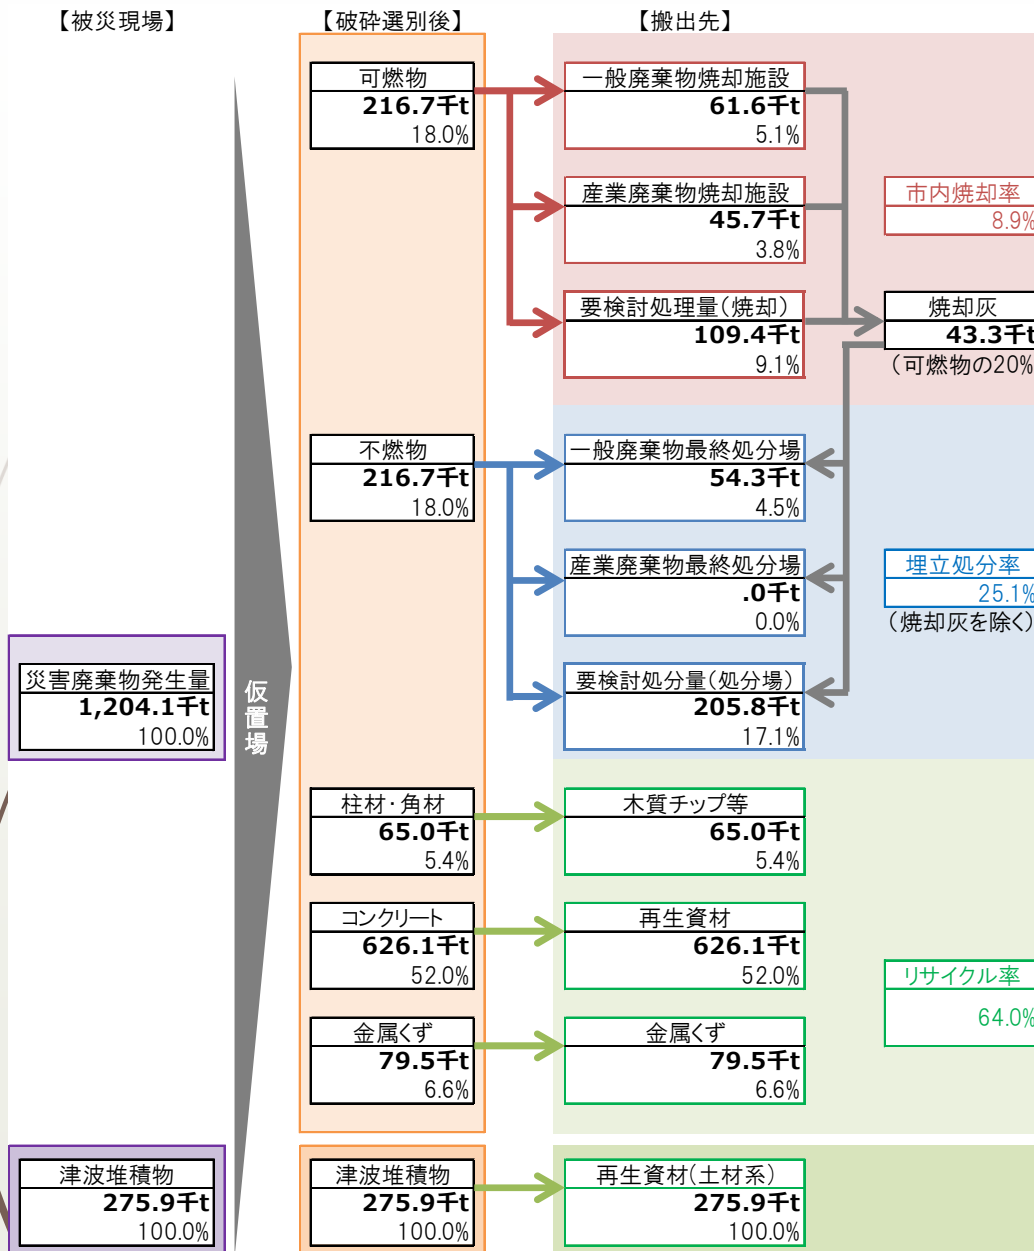 【被災現場】
【破砕選別後】
【搬出先】
可燃物
216.7千t
18.0%
一般廃棄物焼却施設
61.6千t
5.1%
産業廃棄物焼却施設
45.7千t
3.8%
市内焼却率
8.9%
要検討処理量(焼却)
109.4千t
9.1%
焼却灰
43.3千t
(可燃物の20%
不燃物
216.7千t
18.0%
一般廃棄物最終処分場
54.3千t
4.5%
産業廃棄物最終処分場
.0千t
0.0%
埋立処分率
25.1%
(焼却灰を除く)
災害廃棄物発生量
1,204.1千t
100.0%
仮置場
要検討処分量(処分場)
205.8千t
17.1%
柱材・角材
65.0千t
5.4%
木質チップ等
65.0千t
5.4%
コンクリート
626.1千t
52.0%
再生資材
626.1千t
52.0%
リサイクル率
64.0%
金属くず
79.5千t
6.6%
金属くず
79.5千t
6.6%
津波堆積物
275.9千t
100.0%
津波堆積物
275.9千t
100.0%
再生資材(土材系)
275.9千t
100.0%